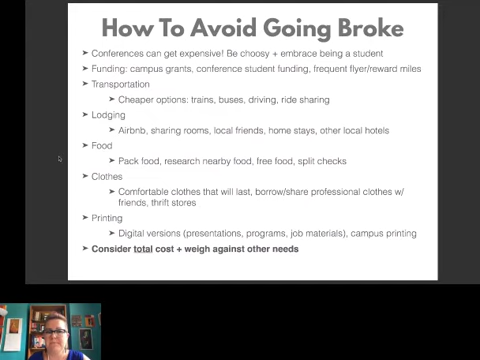 How To Avoid Going Broke
➤ Conferences can get expensive! Be choosy + embrace being a student
➤ Funding: campus grants, conference student funding, frequent flyer/reward miles
➤ Transportation
➤ Cheaper options: trains, buses, driving, ride sharing
➤ Lodging
➤ Airbnb, sharing rooms, local friends, home stays, other local hotels
➤ Food
➤ Pack food, research nearby food, free food, split checks
➤ Clothes
➤ Comfortable clothes that will last, borrow/share professional clothes w/
friends, thrift stores
➤ Printing
➤ Digital versions (presentations, programs, job materials), campus printing
➤ Consider total cost + weigh against other needs